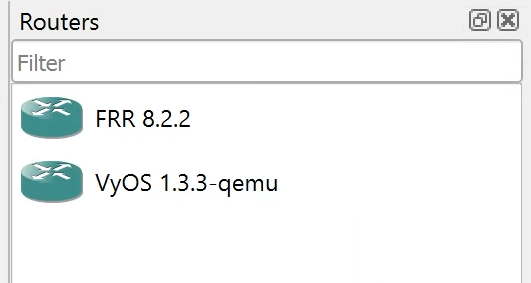 Routers
Filter
FRR 8.2.2
VyOS 1.3.3-qemu